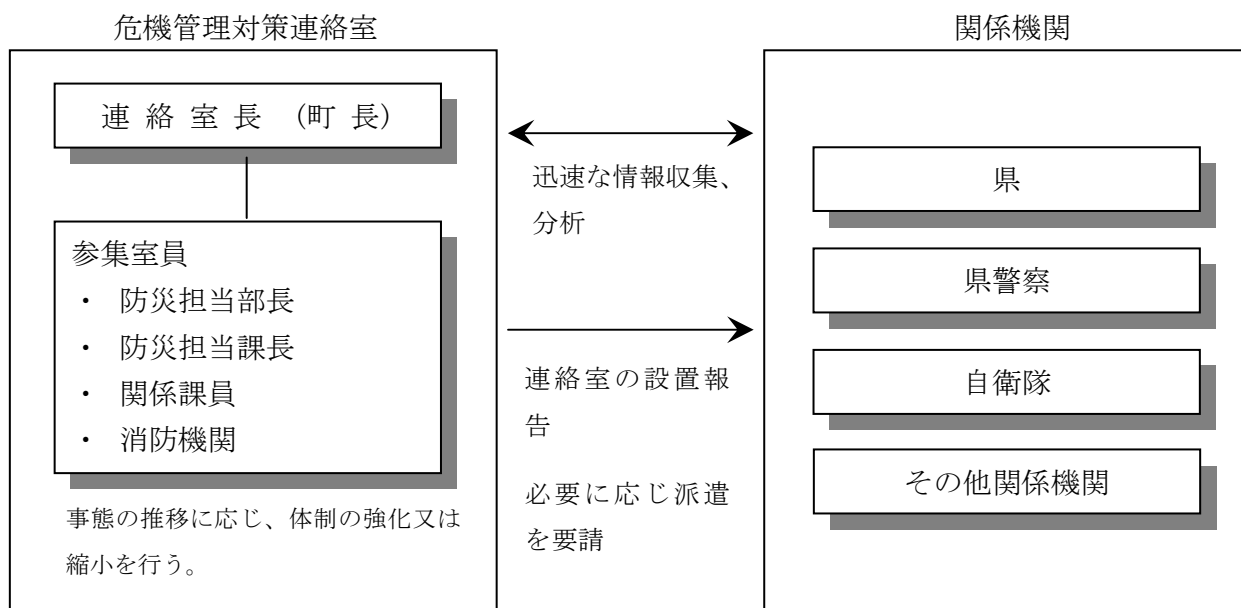 危機管理対策連絡室
連 絡 室 長 （町 長）
参集室員
・ 防災担当部長
・ 防災担当課長
・ 関係課員
・ 消防機関
事態の推移に応じ、体制の強化又は
縮小を行う。
迅速な情報収集、
分析
連絡室の設置報
告
必要に応じ派遣
を要請
関係機関
県
県警察
自衛隊
その他関係機関